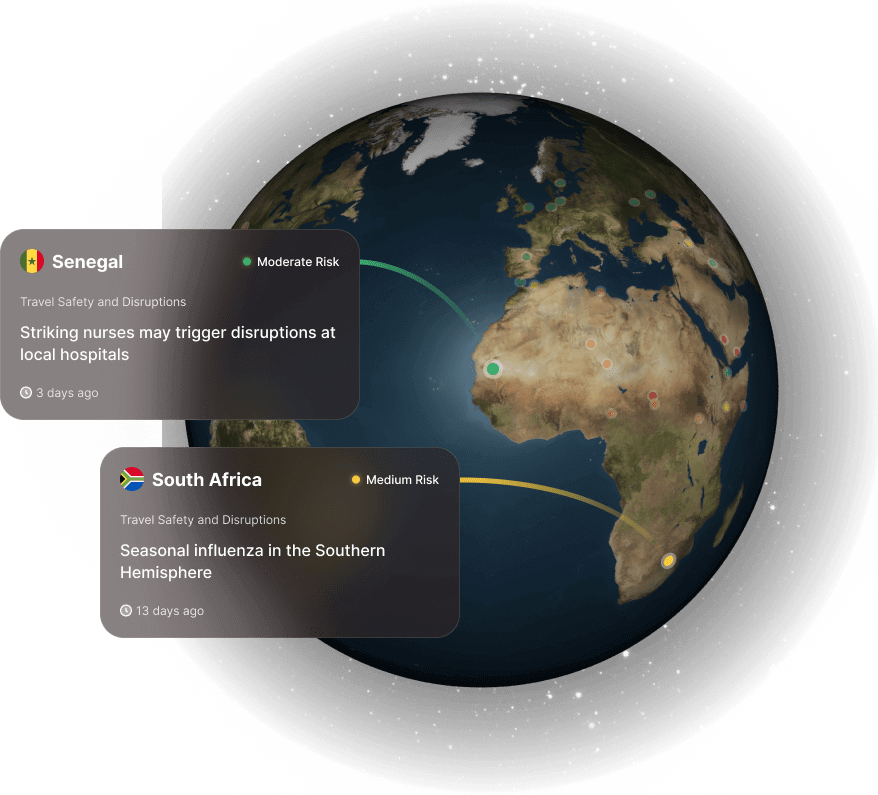 Senegal
Moderate Risk
Travel Safety and Disruptions
Striking nurses may trigger disruptions at
local hospitals
3 days ago
South Africa
Medium Risk
Travel Safety and Disruptions
Seasonal influenza in the Southern
Hemisphere
13 days ago